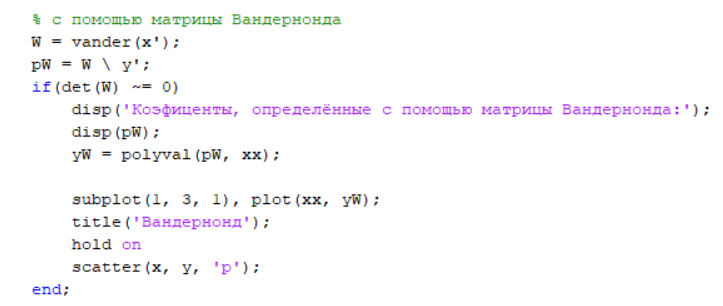 % с помощью матрицы Вандернонда
W = vander(x');
pW = W \ y';
if(det(W) ~= 0)
    disp('Коэфиценты, определённые с помощью матрицы Вандернонда:');
    disp(pW);
    yW = polyval(pW, xx);
    subplot(1, 3, 1), plot(xx, yW);
    title('Вандернонд');
    hold on
    scatter(x, y, 'p');
end;